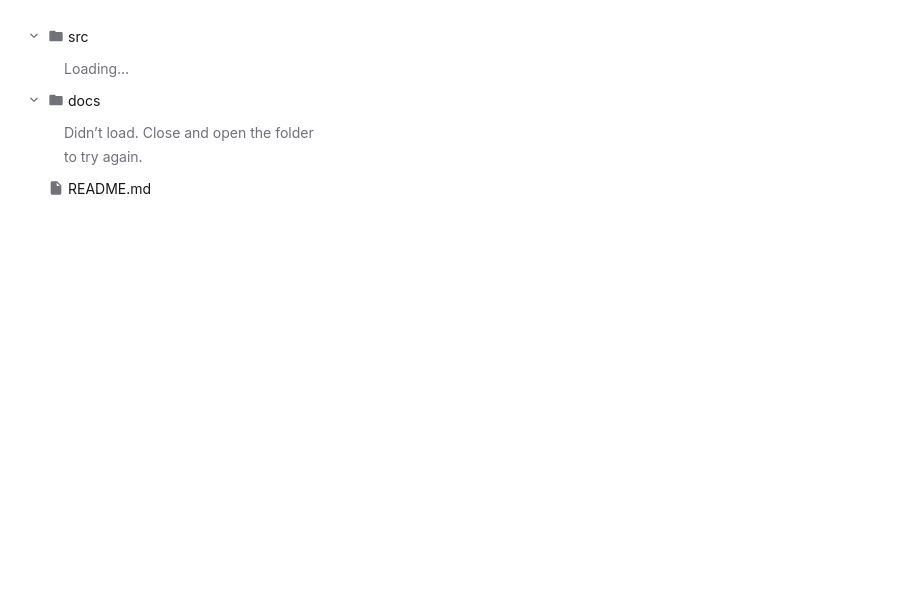 src
Loading…
docs
Didn’t load. Close and open the folder
to try again.
README.md